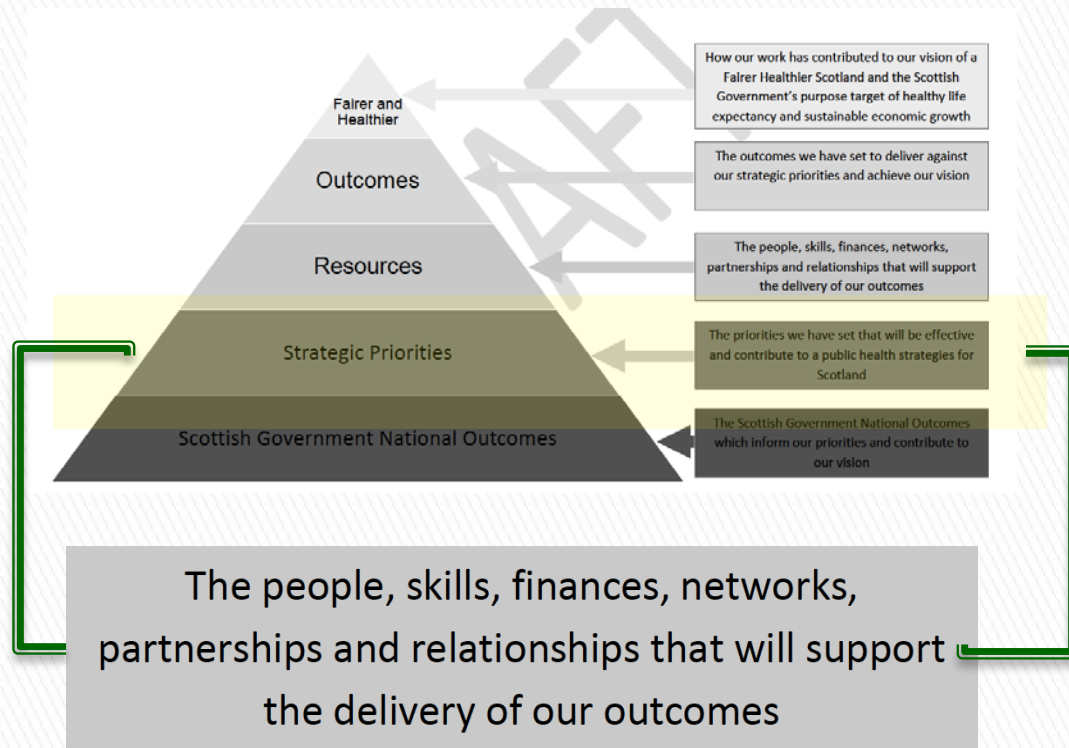 Fairer and
Healthier
Outcomes
Resources
Strategic Priorities
Scottish Government National Outcomes
How our work has contributed to our vision of a
Fairer Healthier Scotland and the Scottish
Government's purpose target of healthy life
expectancy and sustainable economic growth
The outcomes we have set to deliver against
our strategic priorities and achieve our vision
The people, skills, finances, networks,
partnerships and relationships that will support
the delivery of our outcomes
The priorities we have set that will be effective
and contribute to a public health strategies for
Scotland
The Scottish Government National Outcomes
which inform our priorities and contribute to
our vision
The people, skills, finances, networks,
partnerships and relationships that will support
the delivery of our outcomes